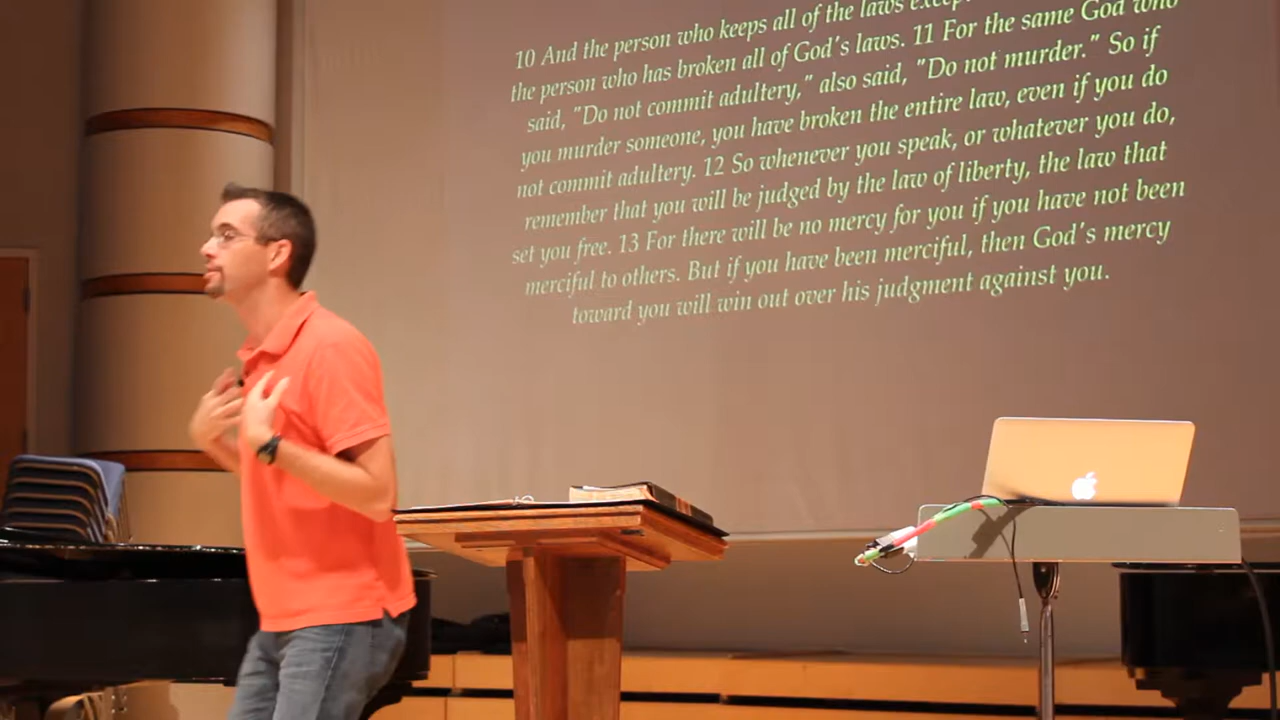 10 And the person who keeps all of the laws except
the person who has broken all of God's laws. 11 For the same God who
said, "Do not commit adultery," also said, "Do not murder." So if
you murder someone, you have broken the entire law, even if you do
not commit adultery. 12 So whenever you speak, or whatever you do,
remember that you will be judged by the law of liberty, the law that
set you free. 13 For there will be no mercy for you if you have not been
merciful to others. But if you have been merciful, then God's mercy
toward you will win out over his judgment against you.